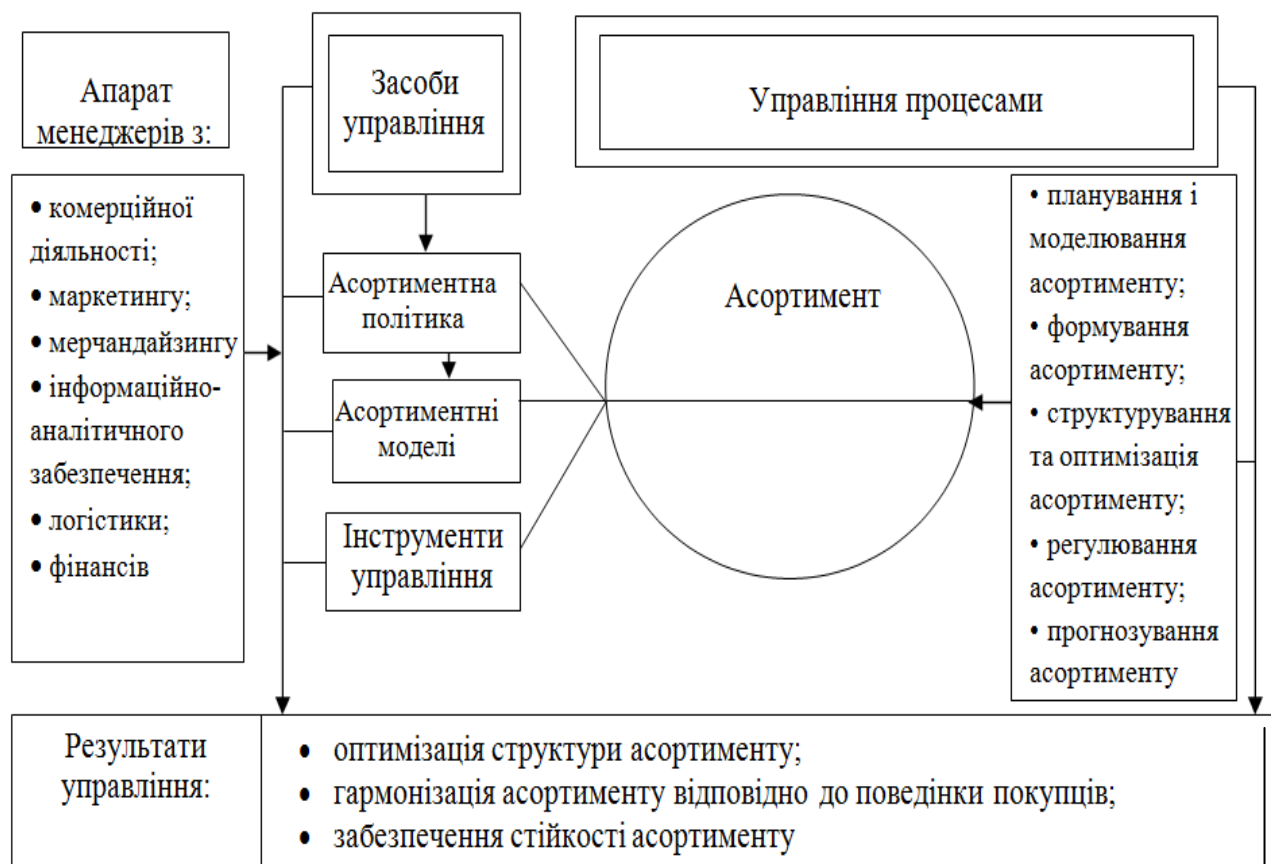 Апарат
менеджерів з:
• комерційної
діяльності;
• маркетингу;
• мерчандайзингу
• інформаційно-
аналітичного
забезпечення;
• логістики;
• фінансів
Засоби
управління
Асортиментна
політика
Асортиментні
моделі
Інструменти
управління
Управління процесами
Асортимент
• планування і
моделювання
асортименту;
• формування
асортименту;
• структурування
та оптимізація
асортименту;
• регулювання
асортименту;
• прогнозування
асортименту
Результати
управління:
• оптимізація структури асортименту;
• гармонізація асортименту відповідно до поведінки покупців;
• забезпечення стійкості асортименту